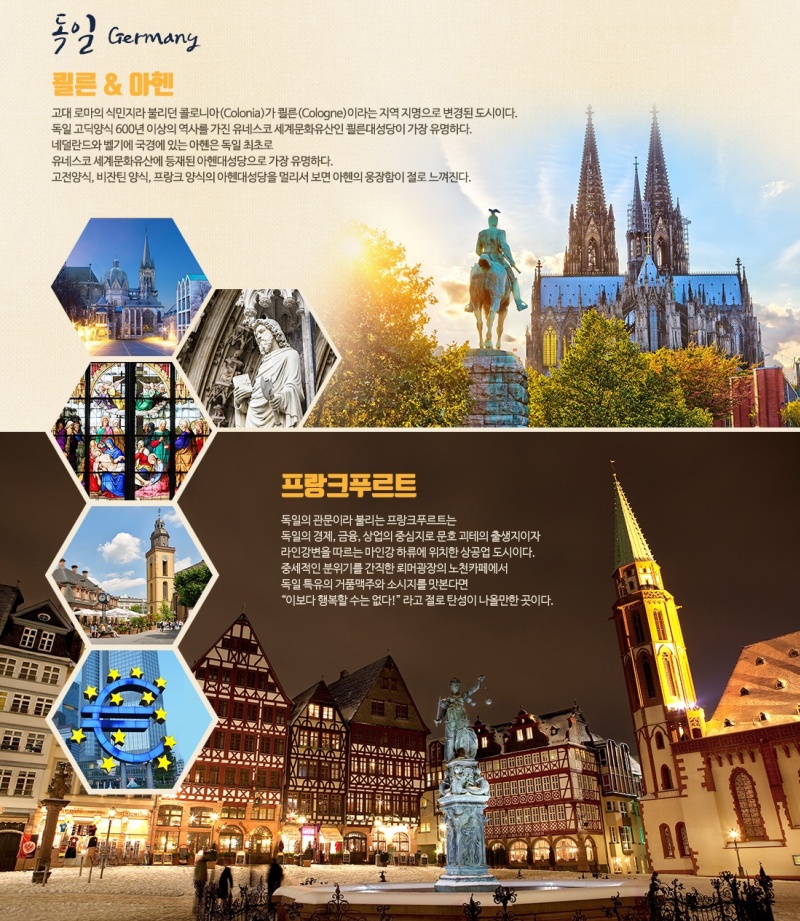 독일 Germany
쾰른 & 아헨
고대 로마의 식민지라 불리던 콜로니아(Colonia)가 쾰른(Cologne)이라는 지역 지명으로 변경된 도시이다.
독일 고딕양식 600년 이상의 역사를 가진 유네스코 세계문화유산인 쾰른대성당이 가장 유명하다.
네덜란드와 벨기에 국경에 있는 아헨은 독일 최초로
유네스코 세계문화유산에 등재된 아헨대성당으로 가장 유명하다.
고전양식, 비잔틴 양식, 프랑크 양식의 아헨대성당을 멀리서 보면 아헨의 웅장함이 절로 느껴진다.
프랑크푸르트
독일의 관문이라 불리는 프랑크푸르트는
독일의 경제, 금융, 상업의 중심지로 문호 괴테의 출생지이자
라인강변을 따르는 마인강 하류에 위치한 상공업 도시이다.
중세적인 분위기를 간직한 뢰머광장의 노천카페에서
독일 특유의 거품맥주와 소시지를 맛본다면
“이보다 행복할 수는 없다!” 라고 절로 탄성이 나올만한 곳이다.